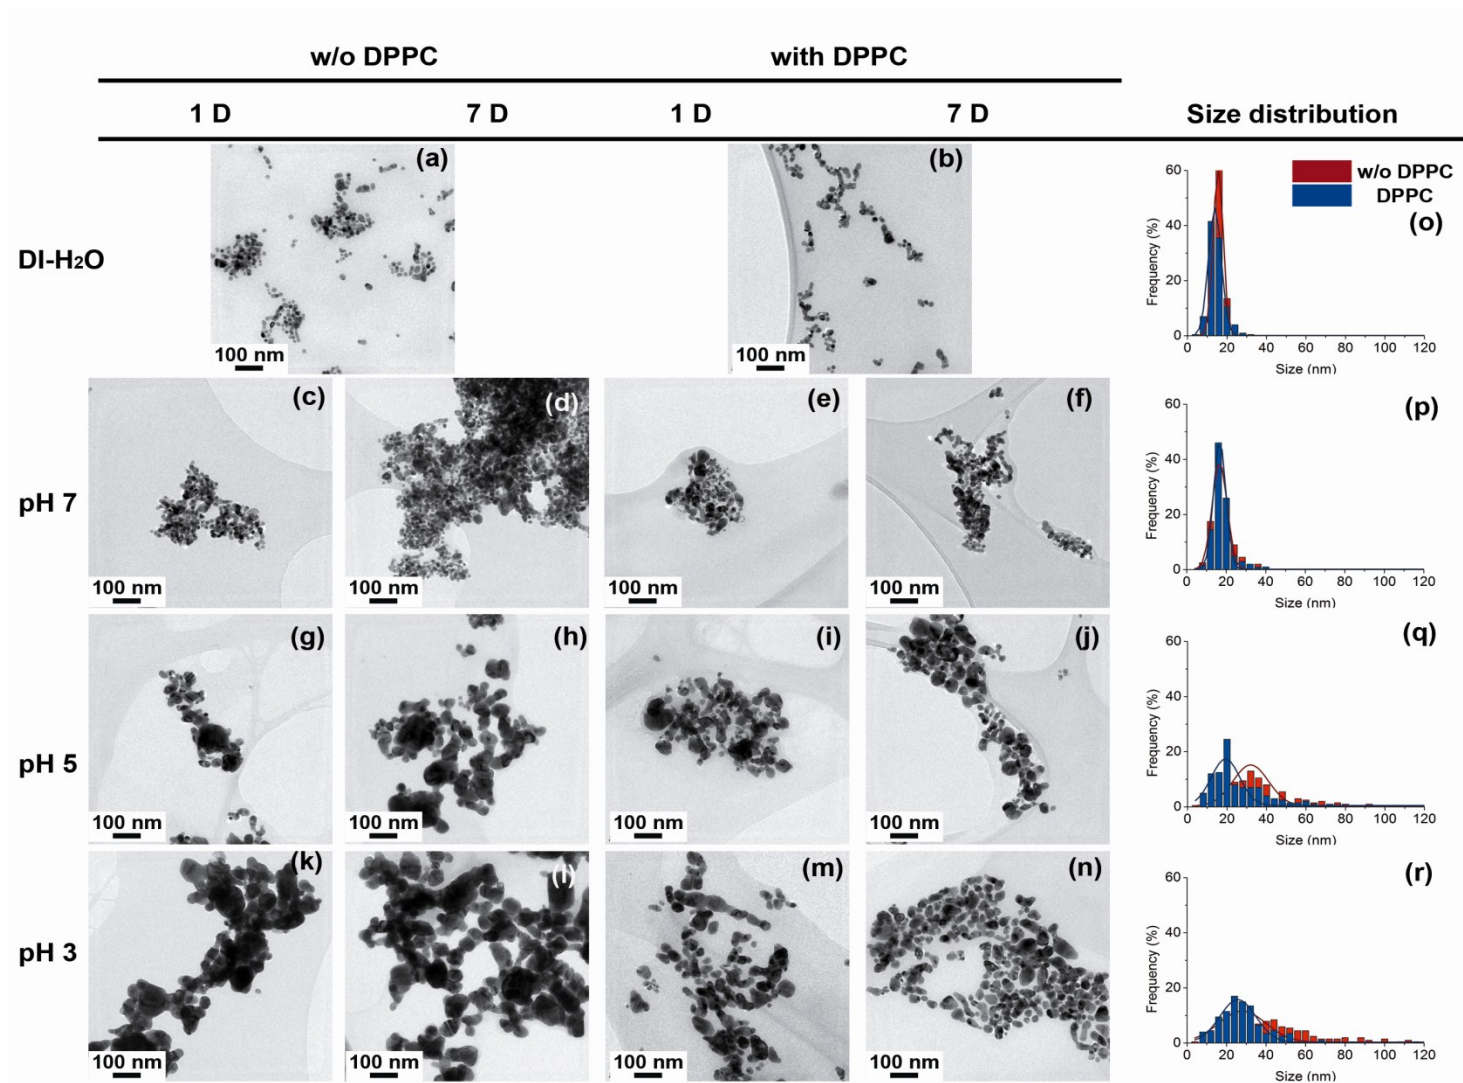 w/o DPPC with DPPC
1 D 7 D 1 D 7 D Size distribution
DI-H2O
(a)
100 nm
(b)
100 nm
w/o DPPC
DPPC
(o)
Frequency (%)
60
40
20
0
0 20 40 60 80 100 120
Size (nm)
pH 7
(c)
100 nm
(d)
100 nm
(e)
100 nm
(f)
100 nm
(p)
Frequency (%)
60
40
20
0
0 20 40 60 80 100 120
Size (nm)
pH 5
(g)
100 nm
(h)
100 nm
(i)
100 nm
(j)
100 nm
(q)
Frequency (%)
60
40
20
0
0 20 40 60 80 100 120
Size (nm)
pH 3
(k)
100 nm
(l)
100 nm
(m)
100 nm
(n)
100 nm
(r)
Frequency (%)
60
40
20
0
0 20 40 60 80 100 120
Size (nm)